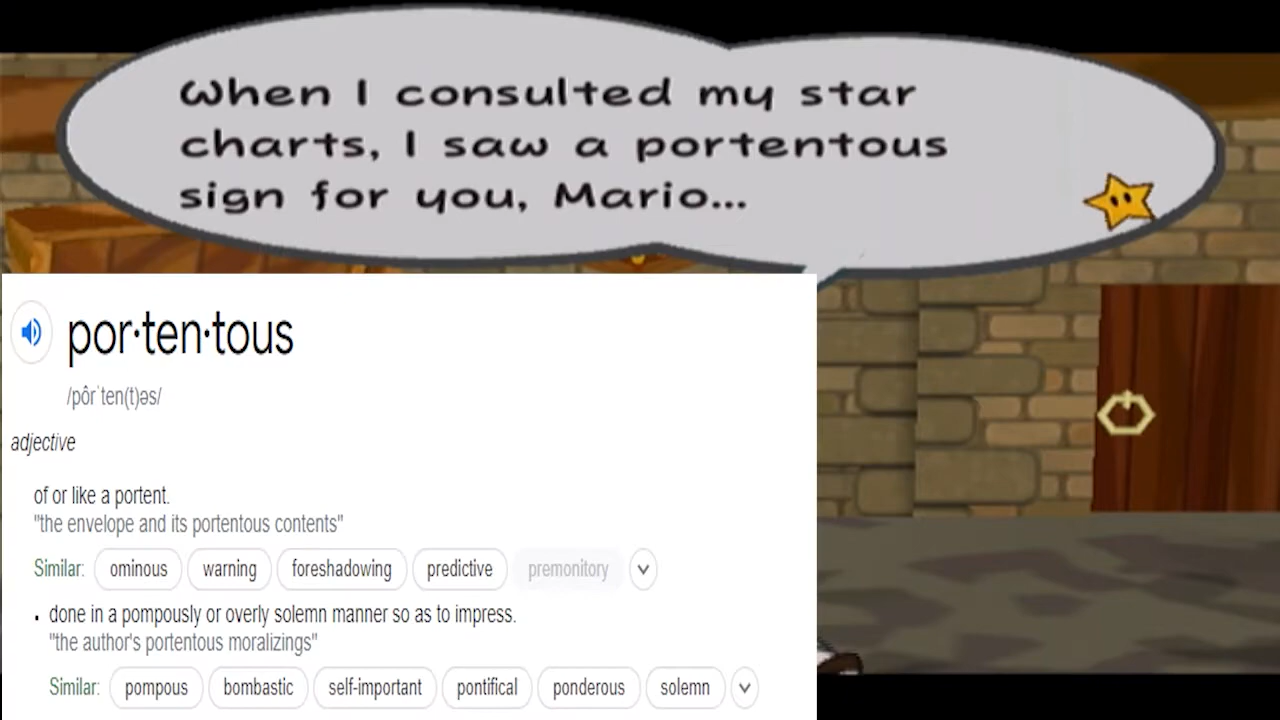 When I consulted my star
charts, I saw a portentous
sign for you, Mario...
por·ten·tous
/pôrˈten(t)əs/
adjective
of or like a portent.
"the envelope and its portentous contents"
Similar: ominous warning foreshadowing predictive premonitory
• done in a pompously or overly solemn manner so as to impress.
"the author's portentous moralizings"
Similar: pompous bombastic self-important pontifical ponderous solemn